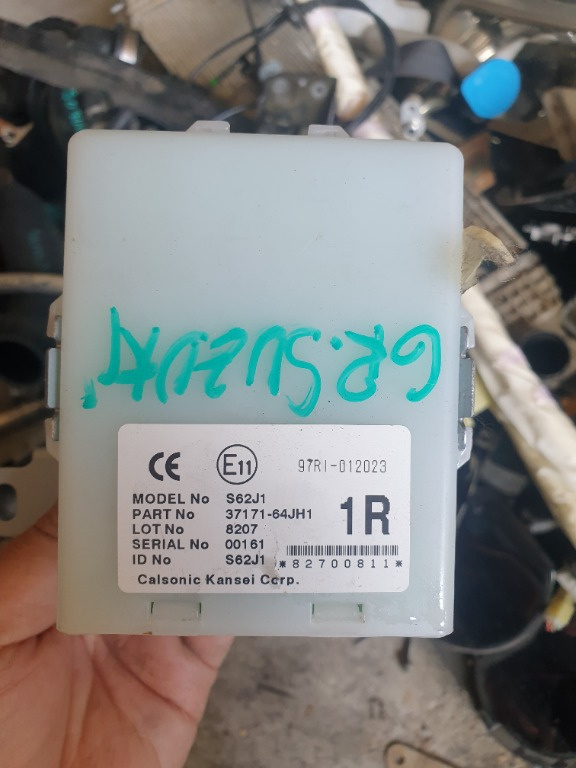 GR.SUZUKI
CE E11 97RI-012023
MODEL No S62J1
PART No 37171-64JH1
LOT No 8207
SERIAL No 00161
ID No S62J1
1R
*82700811*
Calsonic Kansei Corp.